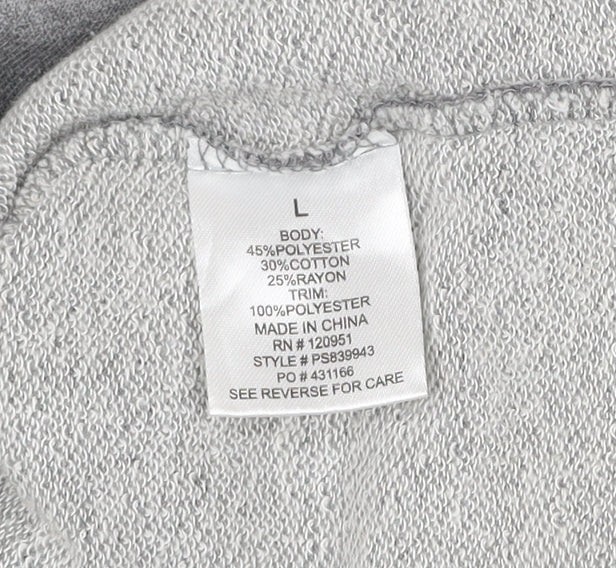 L
BODY:
45%POLYESTER
30%COTTON
25%RAYON
TRIM:
100%POLYESTER
MADE IN CHINA
RN # 120951
STYLE # PS839943
PO # 431166
SEE REVERSE FOR CARE